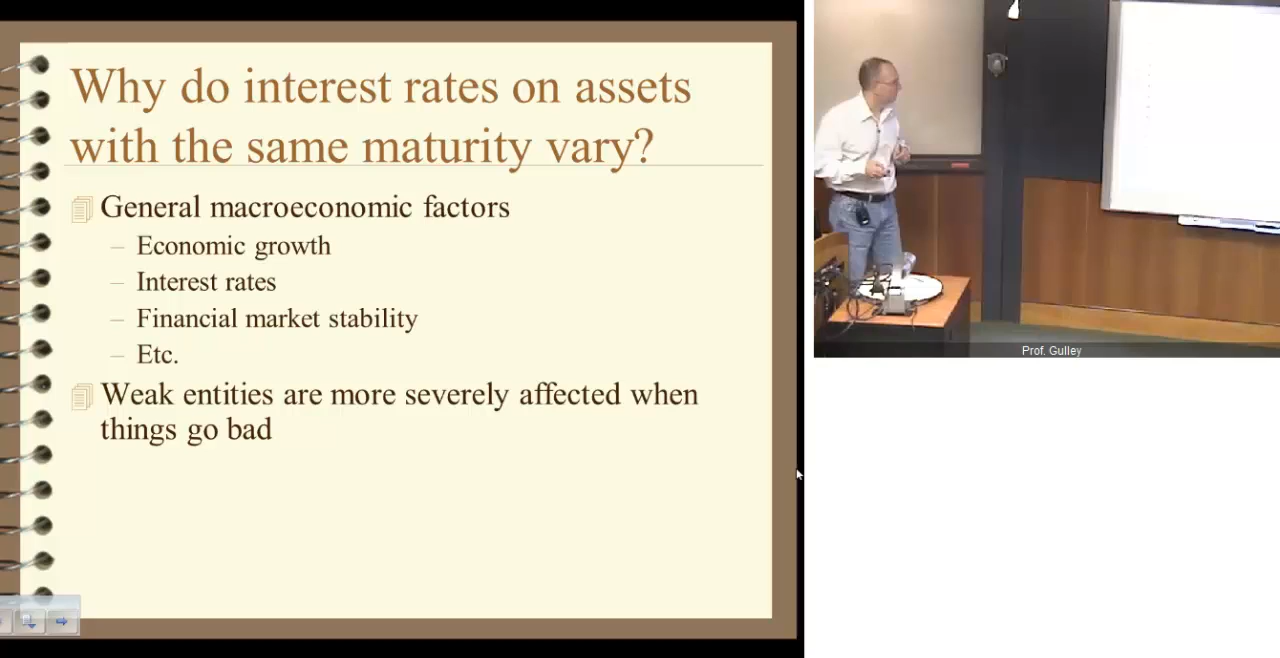 Why do interest rates on assets
with the same maturity vary?
General macroeconomic factors
– Economic growth
– Interest rates
– Financial market stability
– Etc.
Weak entities are more severely affected when
things go bad
Prof. Gulley